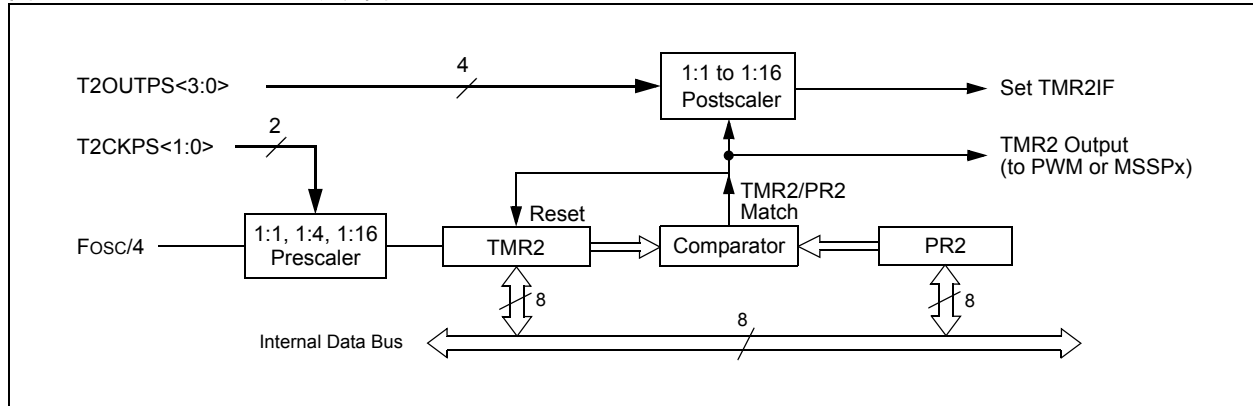 T2OUTPS<3:0>
4
1:1 to 1:16
Postscaler
Set TMR2IF
T2CKPS<1:0>
2
TMR2 Output
(to PWM or MSSPx)
TMR2/PR2
Match
Reset
FOSC/4
1:1, 1:4, 1:16
Prescaler
TMR2
Comparator
PR2
8
8
8
Internal Data Bus